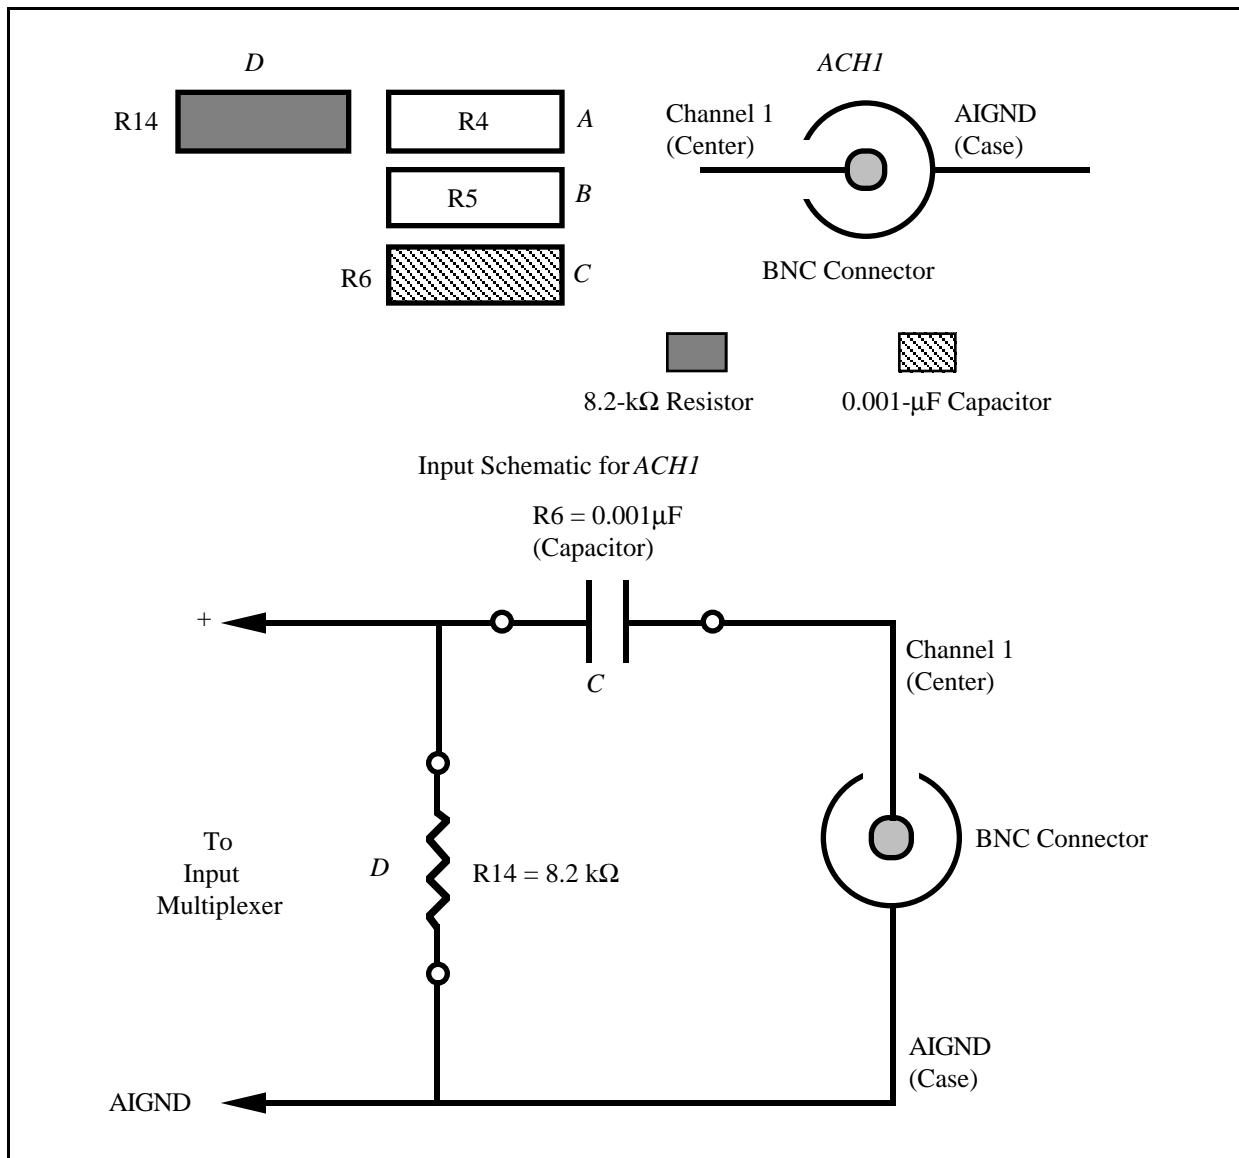 D
ACH1
R14
R4
A
R5
B
R6
C
Channel 1
(Center)
AIGND
(Case)
BNC Connector
8.2-kΩ Resistor
0.001-µF Capacitor
Input Schematic for ACH1
R6 = 0.001µF
(Capacitor)
+
C
Channel 1
(Center)
To
Input
Multiplexer
D
R14 = 8.2 kΩ
BNC Connector
AIGND
(Case)
AIGND